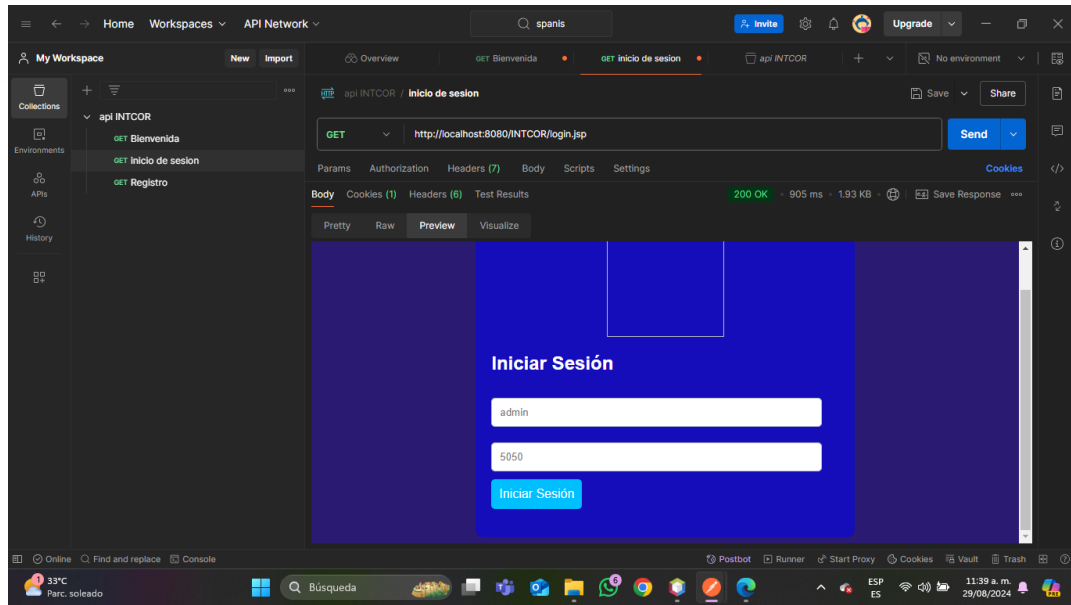 Home Workspaces API Network spanis Invite Upgrade
My Workspace New Import Overview GET Bienvenida GET inicio de sesion api INTCOR No environment
Collections
Environments
APIs
History
api INTCOR
GET Bienvenida
GET inicio de sesion
GET Registro
HTTP api INTCOR / inicio de sesion Save Share
GET http://localhost:8080/INTCOR/login.jsp Send
Params Authorization Headers (7) Body Scripts Settings Cookies
Body Cookies (1) Headers (6) Test Results 200 OK 905 ms 1.93 KB Save Response
Pretty Raw Preview Visualize
Iniciar Sesión
admin
5050
Iniciar Sesión
Online Find and replace Console Postbot Runner Start Proxy Cookies Vault Trash
1 33°C
Parc. soleado
Búsqueda
6
ESP
ES
11:39 a. m.
29/08/2024
PRE